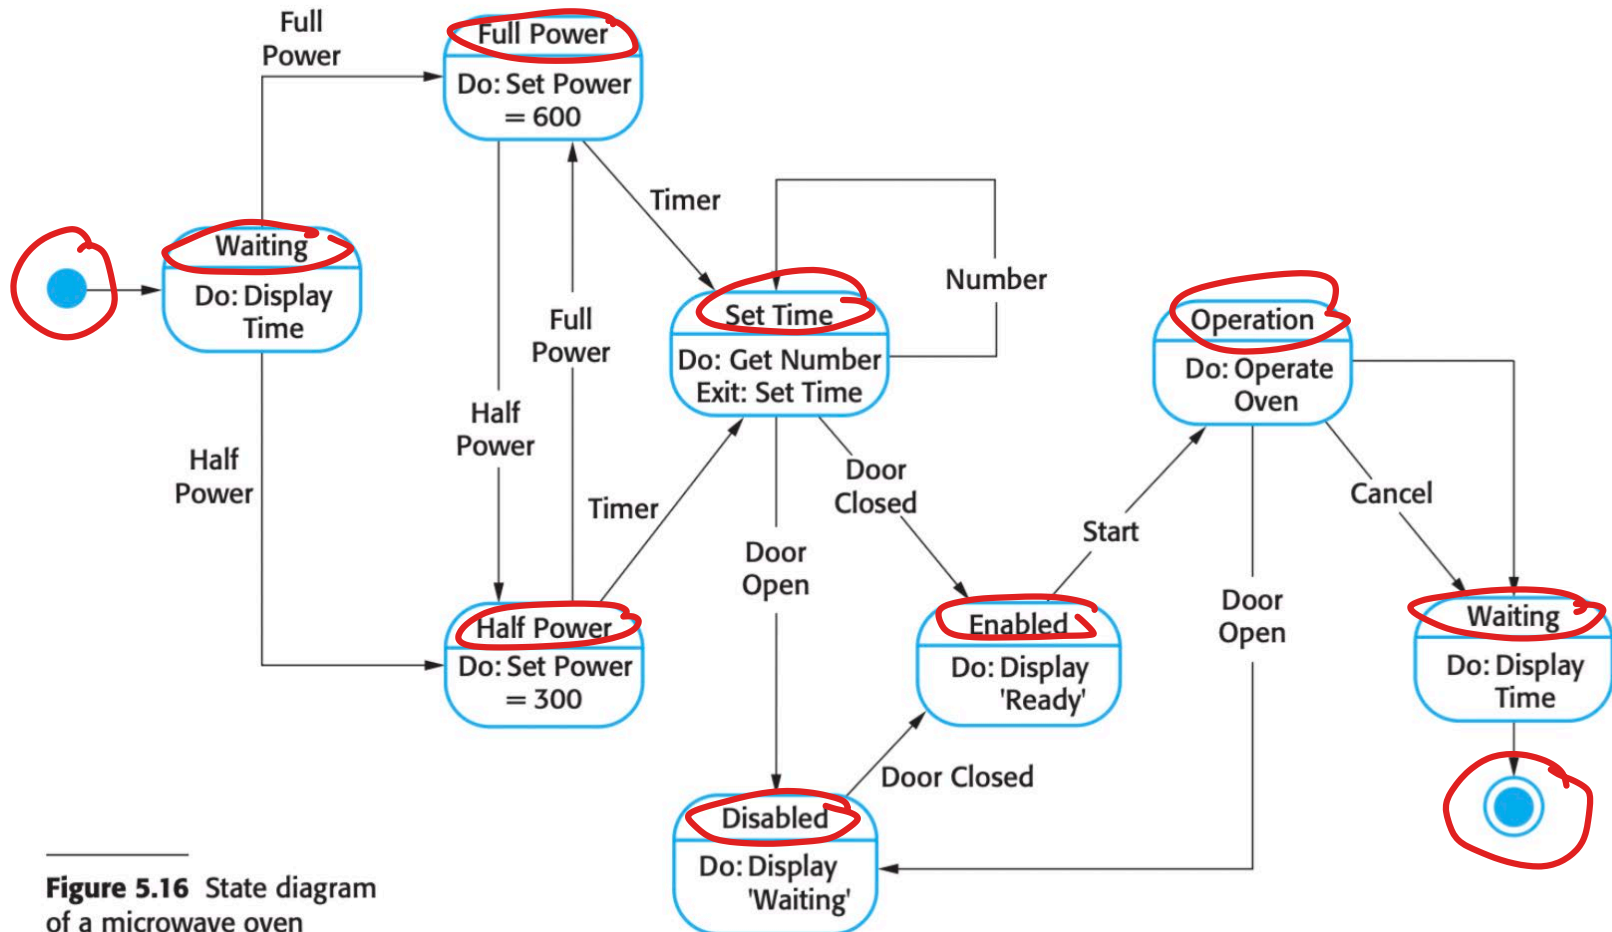 Full
Power
Full Power
Do: Set Power
= 600
Timer
Waiting
Do: Display
Time
Number
Set Time
Do: Get Number
Exit: Set Time
Operation
Do: Operate
Oven
Full
Power
Half
Power
Half
Power
Timer
Door
Closed
Door
Open
Start
Cancel
Door
Open
Half Power
Do: Set Power
= 300
Enabled
Do: Display
'Ready'
Waiting
Do: Display
Time
Door Closed
Disabled
Do: Display
'Waiting'
Figure 5.16 State diagram
of a microwave oven